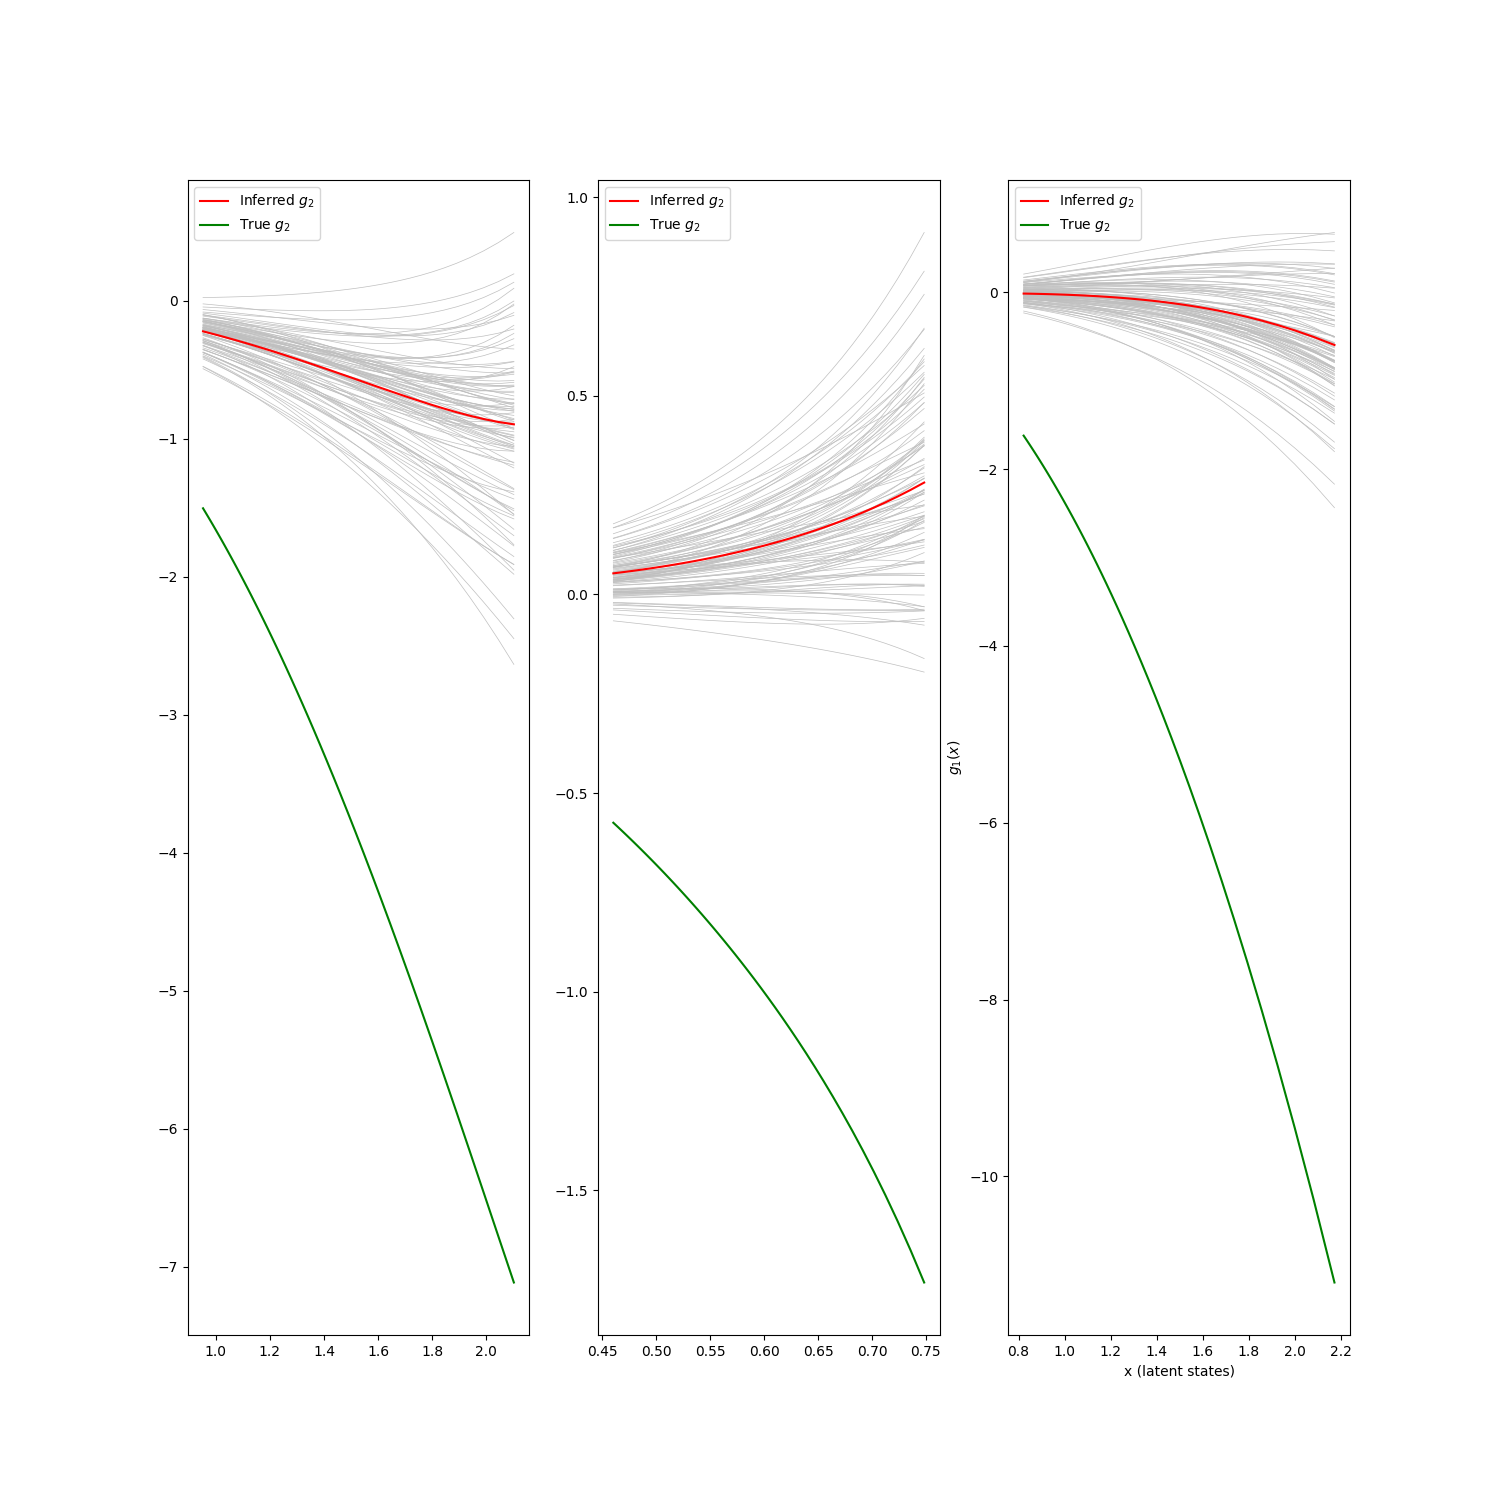 Inferred g₂
True g₂
0
−1
−2
−3
−4
−5
−6
−7
1.0 1.2 1.4 1.6 1.8 2.0
Inferred g₂
True g₂
1.0
0.5
0.0
−0.5
−1.0
−1.5
0.45 0.50 0.55 0.60 0.65 0.70 0.75
Inferred g₂
True g₂
g₁(x)
0
−2
−4
−6
−8
−10
0.8 1.0 1.2 1.4 1.6 1.8 2.0 2.2
x (latent states)